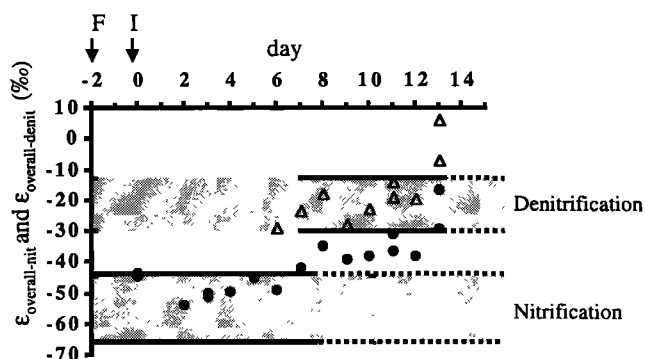 F I
day
-2 0 2 4 6 8 10 12 14
10
0
-10
-20
-30
-40
-50
-60
-70
εoverall-nit and εoverall-denit (‰)
Denitrification
Nitrification